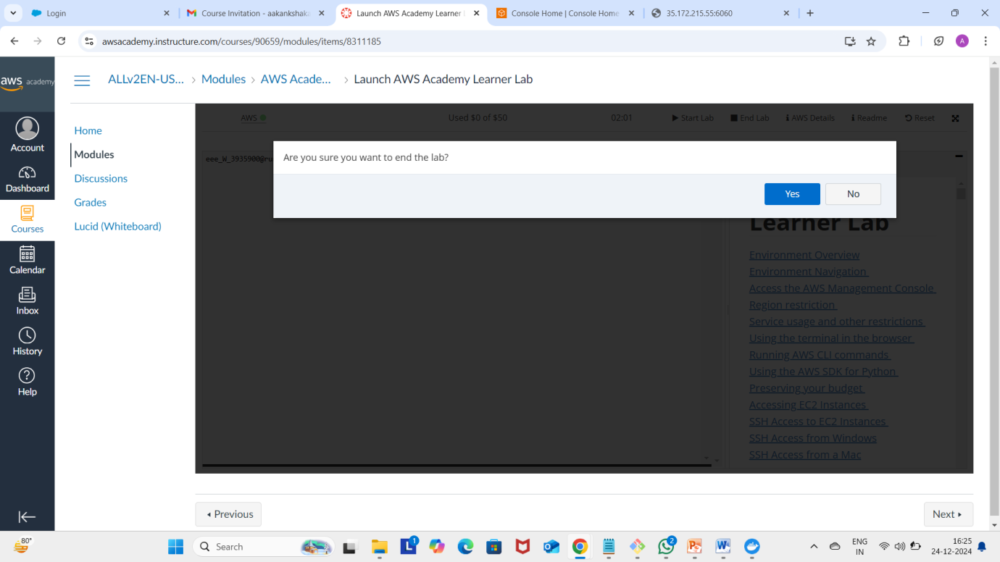 Login
Course Invitation - aakankshaka
Launch AWS Academy Learner
Console Home | Console Home
35.172.215.55:6060
awsacademy.instructure.com/courses/90659/modules/items/8311185
A
aws academy
ALLv2EN-US... > Modules > AWS Acade... > Launch AWS Academy Learner Lab
Account
Dashboard
Courses
Calendar
Inbox
History
Help
Home
Modules
Discussions
Grades
Lucid (Whiteboard)
AWS
Used $0 of $50
02:01
Start Lab
End Lab
AWS Details
Readme
Reset
eee_W_3935900@ru
Are you sure you want to end the lab?
Yes
No
Learner Lab
Environment Overview
Environment Navigation
Access the AWS Management Console
Region restriction
Service usage and other restrictions
Using the terminal in the browser
Running AWS CLI commands
Using the AWS SDK for Python
Preserving your budget
Accessing EC2 Instances
SSH Access to EC2 Instances
SSH Access from Windows
SSH Access from a Mac
Previous
Next
80°
Search
1
2
ENG
IN
16:25
24-12-2024